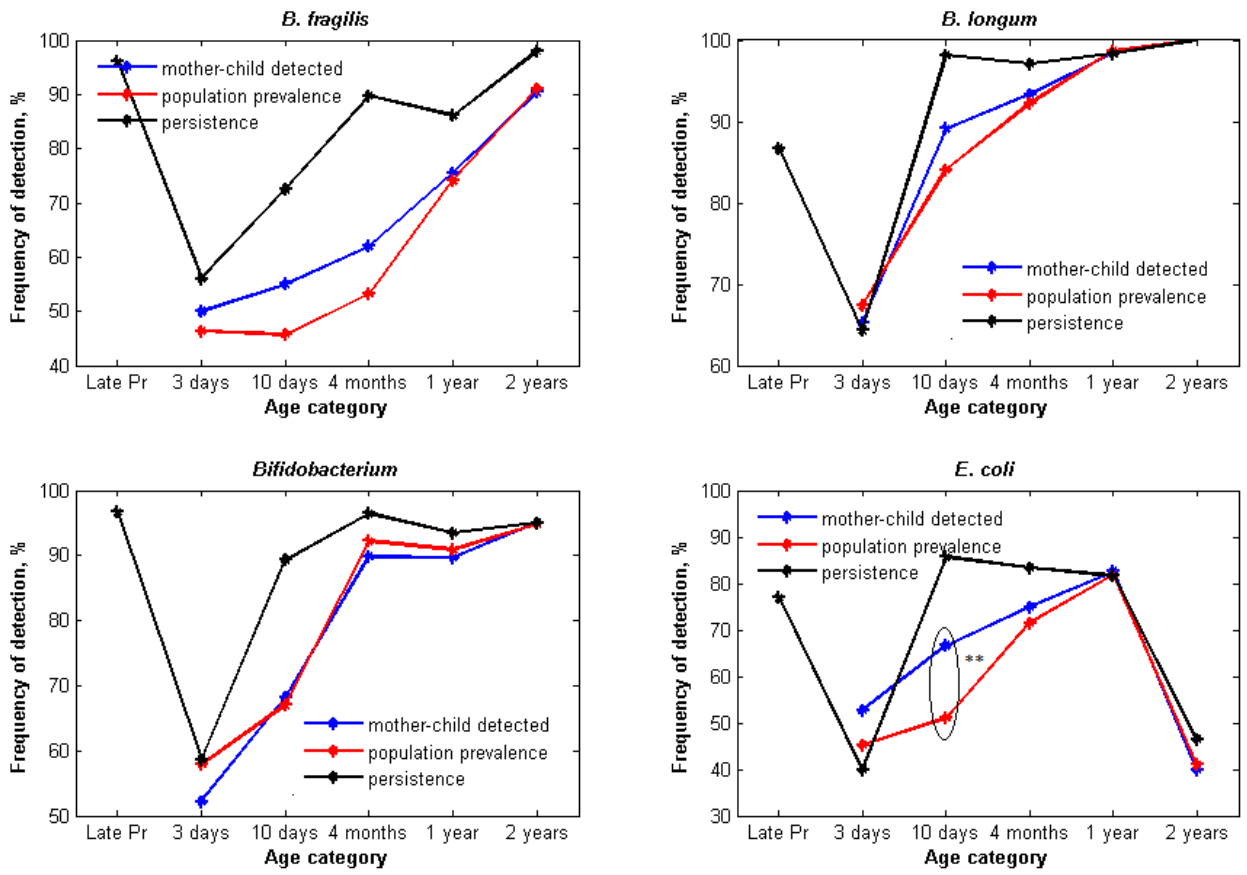 B. fragilis
100
90
80
70
60
50
40
Frequency of detection, %
mother-child detected
population prevalence
persistence
Late Pr 3 days 10 days 4 months 1 year 2 years
Age category
B. longum
100
90
80
70
60
Frequency of detection, %
mother-child detected
population prevalence
persistence
Late Pr 3 days 10 days 4 months 1 year 2 years
Age category
Bifidobacterium
100
90
80
70
60
50
Frequency of detection, %
mother-child detected
population prevalence
persistence
Late Pr 3 days 10 days 4 months 1 year 2 years
Age category
E. coli
100
90
80
70
60
50
40
30
Frequency of detection, %
mother-child detected
population prevalence
persistence
**
Late Pr 3 days 10 days 4 months 1 year 2 years
Age category